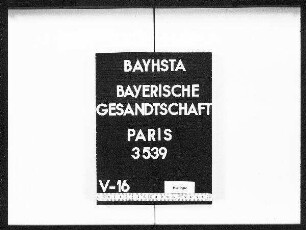 BAYHSTA
BAYERISCHE
GESANDTSCHAFT
PARIS
3539
V-16